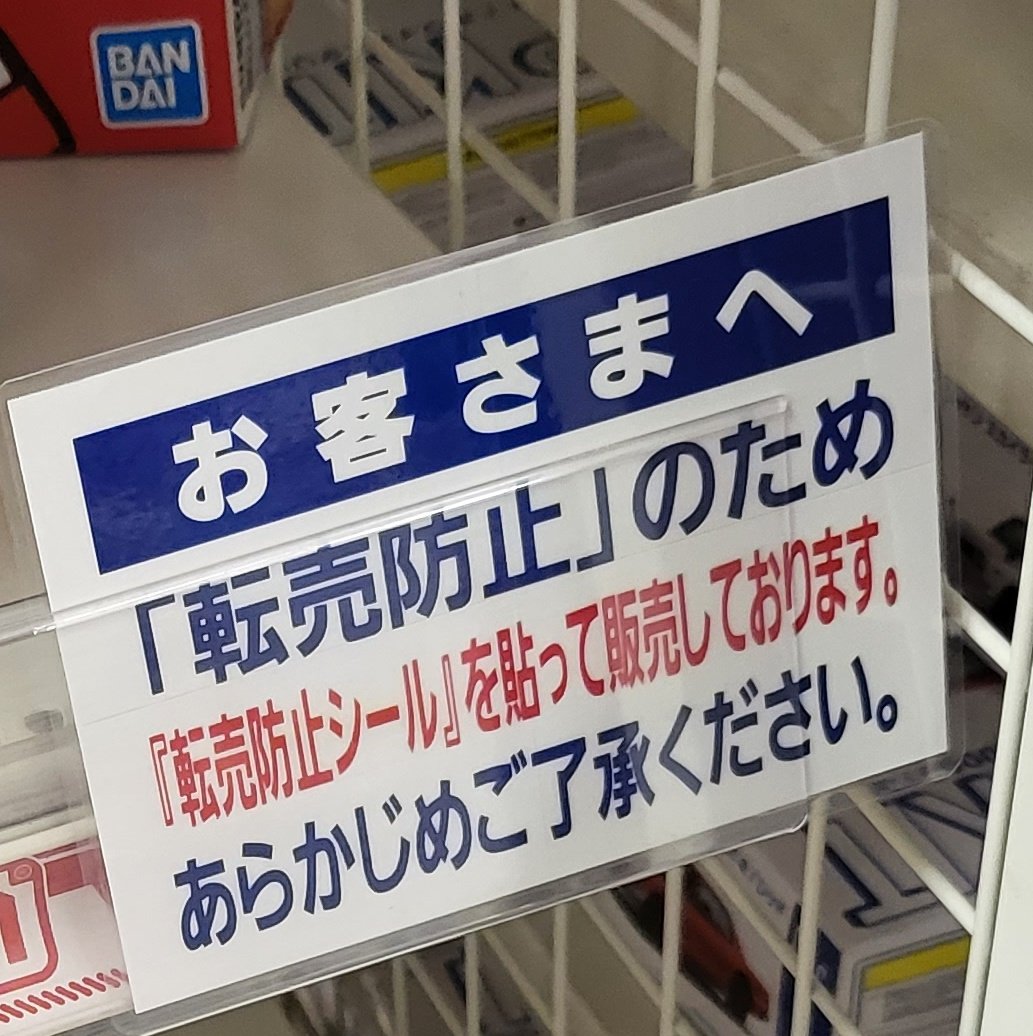 BAN
DAI
お客さまへ
「転売防止」のため
『転売防止シール』を貼って販売しております。
あらかじめご了承ください。